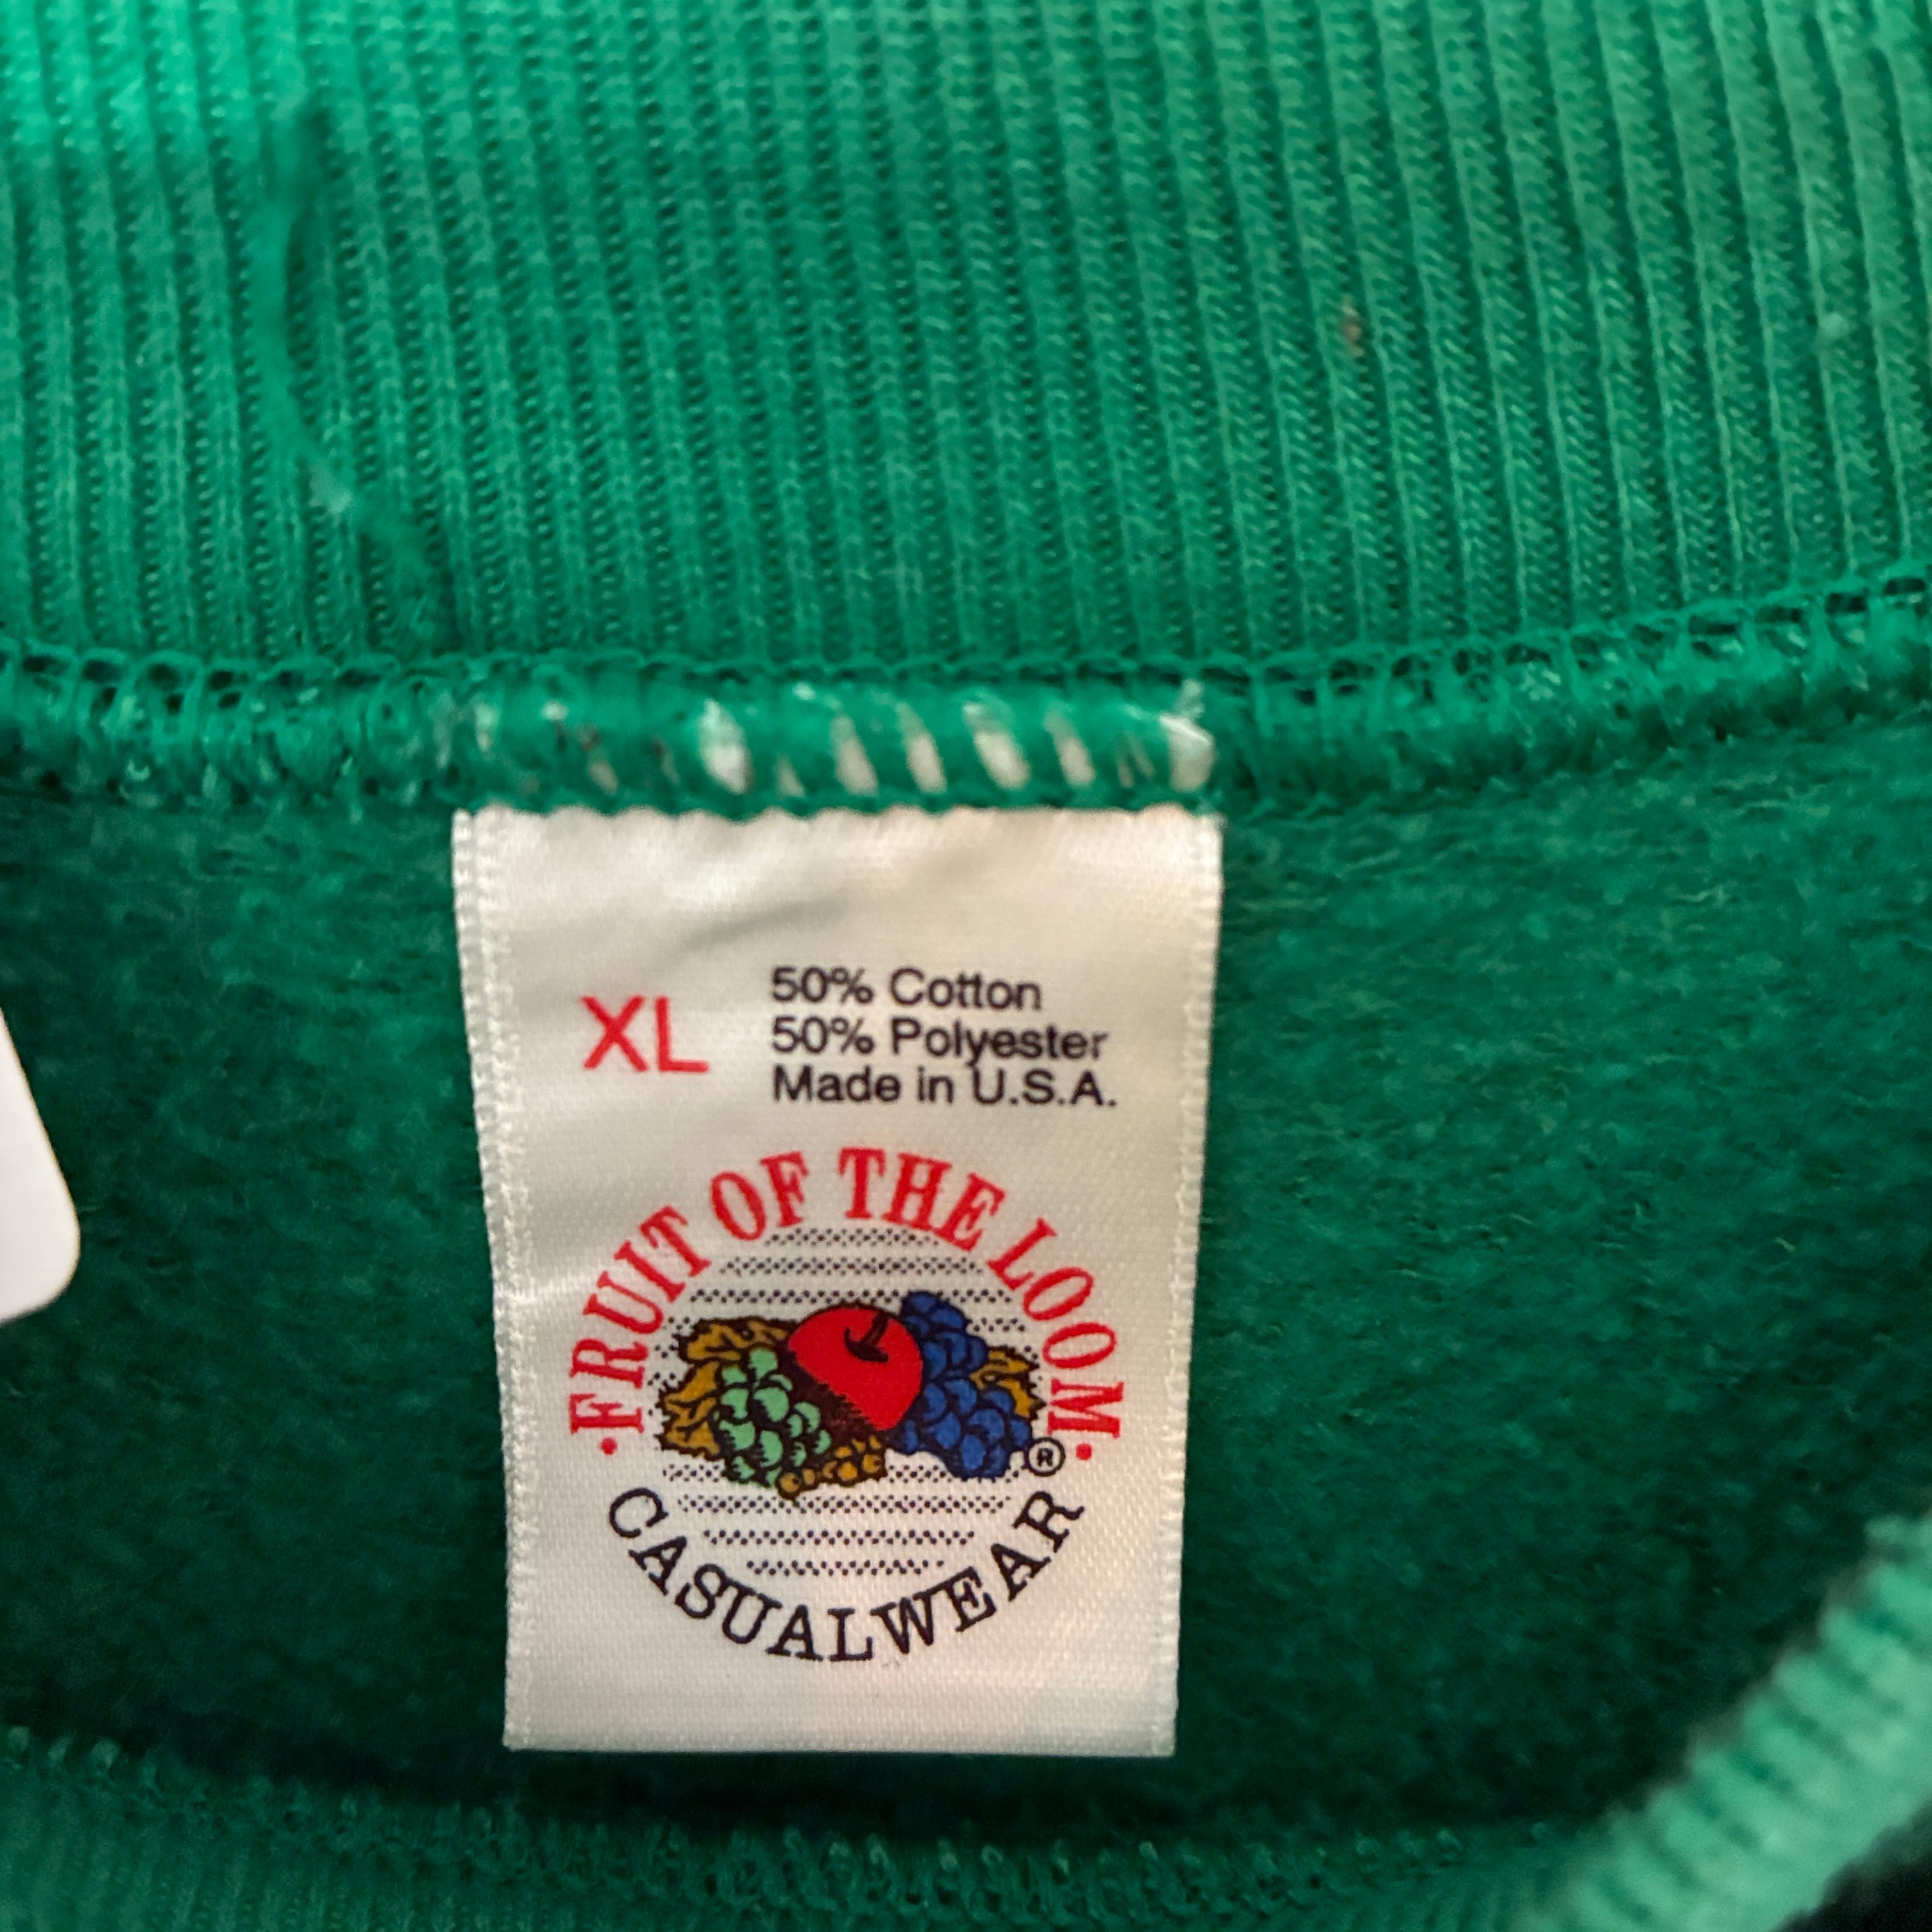 XL
50% Cotton
50% Polyester
Made in U.S.A.
·FRUIT OF THE LOOM·
®
CASUALWEAR